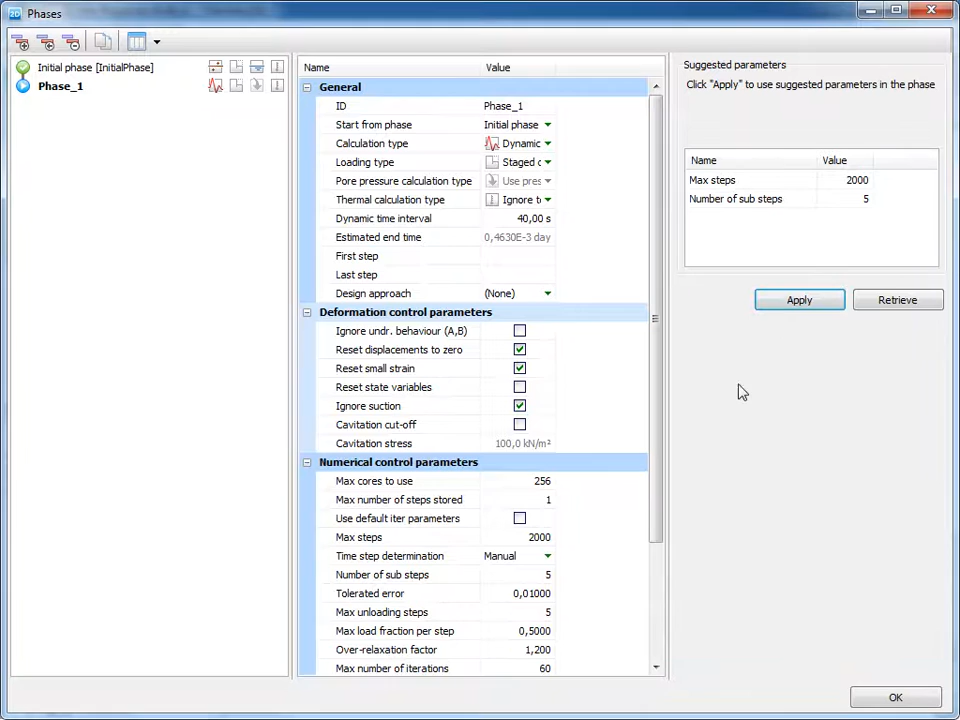 2D Phases
Initial phase [InitialPhase]
Phase_1
Name Value
General
ID Phase_1
Start from phase Initial phase
Calculation type Dynamic
Loading type Staged c
Pore pressure calculation type Use pres
Thermal calculation type Ignore t
Dynamic time interval 40,00 s
Estimated end time 0,4630E-3 day
First step
Last step
Design approach (None)
Deformation control parameters
Ignore undr. behaviour (A,B)
Reset displacements to zero
Reset small strain
Reset state variables
Ignore suction
Cavitation cut-off
Cavitation stress 100,0 kN/m²
Numerical control parameters
Max cores to use 256
Max number of steps stored 1
Use default iter parameters
Max steps 2000
Time step determination Manual
Number of sub steps 5
Tolerated error 0,01000
Max unloading steps 5
Max load fraction per step 0,5000
Over-relaxation factor 1,200
Max number of iterations 60
Suggested parameters
Click "Apply" to use suggested parameters in the phase
Name Value
Max steps 2000
Number of sub steps 5
Apply Retrieve
OK